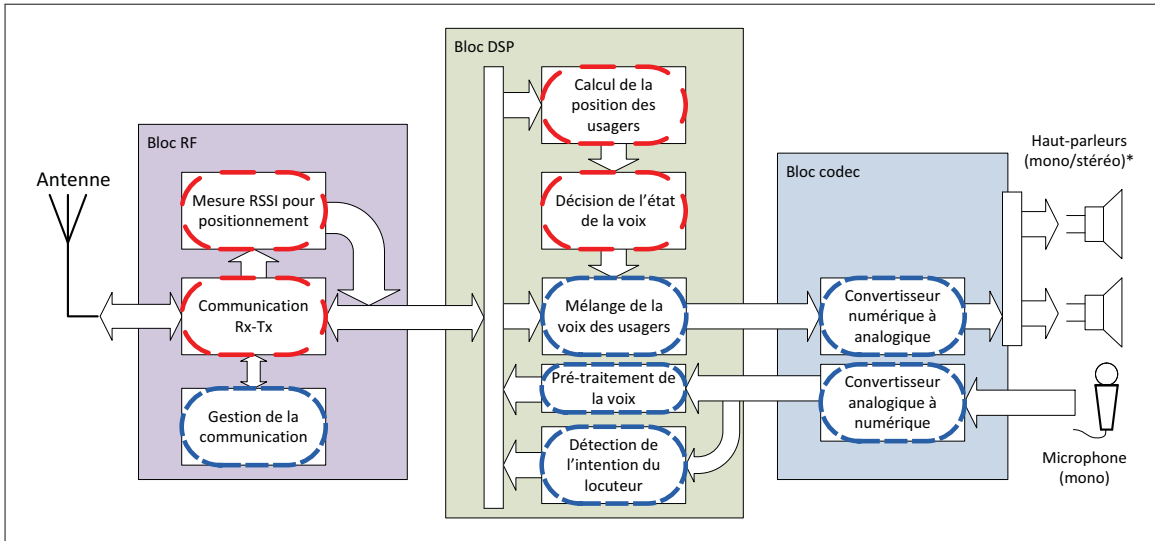 Bloc RF
Antenne
Mesure RSSI pour
positionnement
Communication
Rx-Tx
Gestion de la
communication
Bloc DSP
Calcul de la
position des
usagers
Décision de l'état
de la voix
Mélange de la
voix des usagers
Pré-traitement de
la voix
Détection de
l'intention du
locuteur
Bloc codec
Convertisseur
numérique à
analogique
Convertisseur
analogique à
numérique
Haut-parleurs
(mono/stéréo)*
Microphone
(mono)